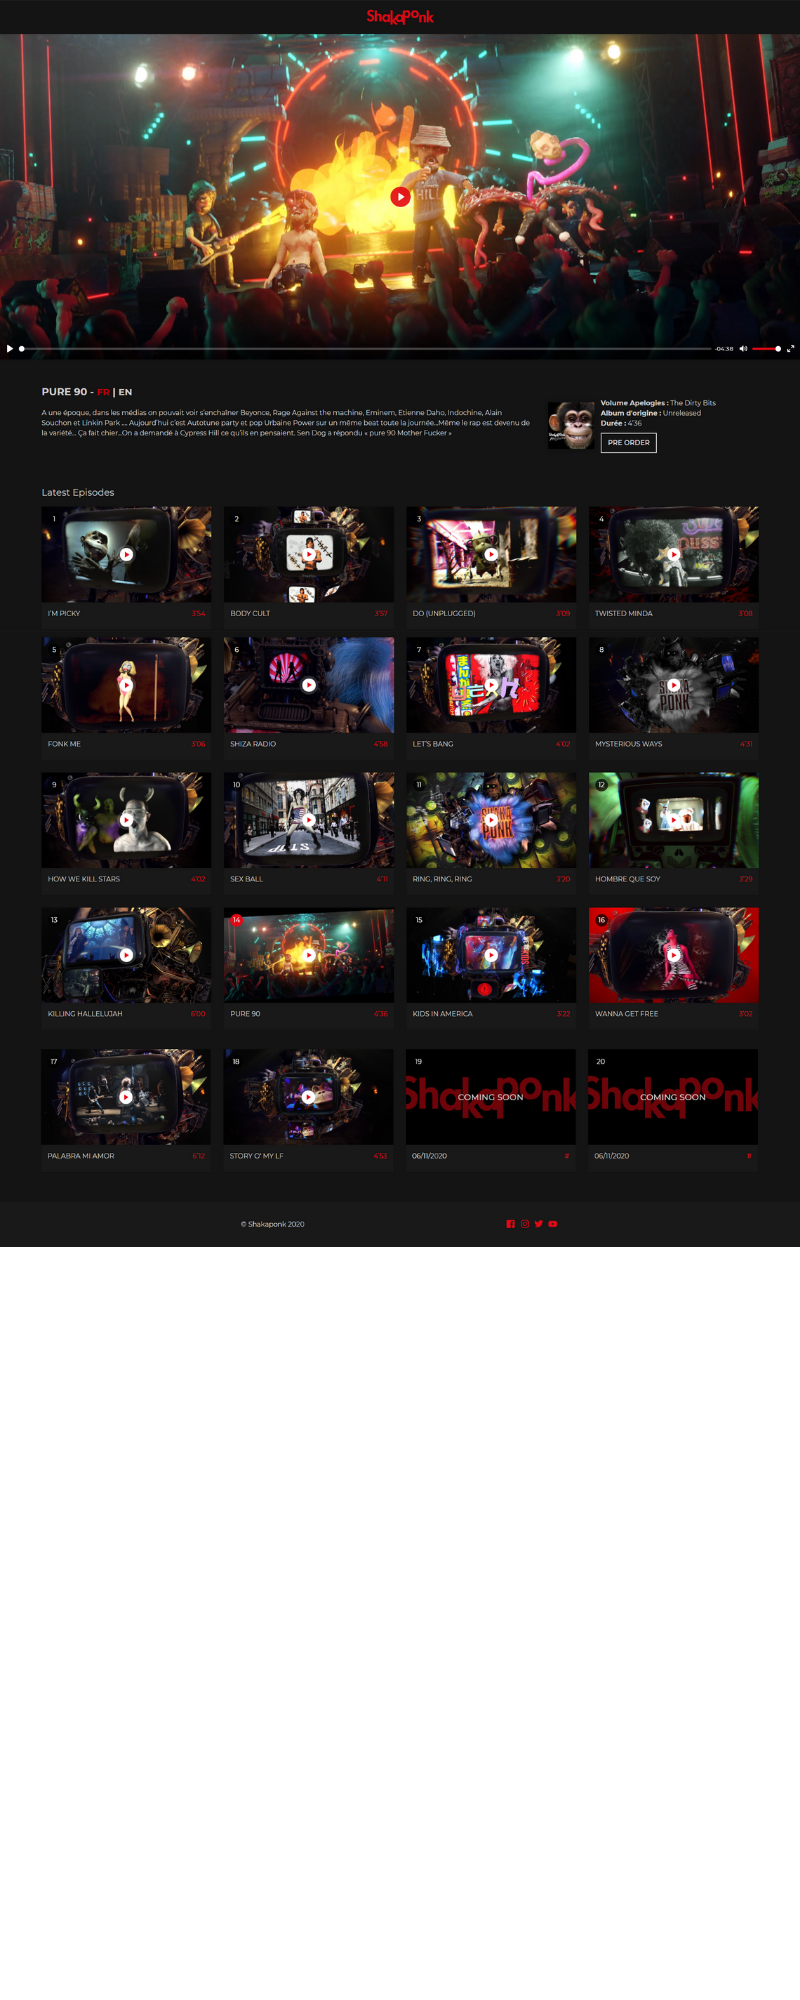 Shakaponk
HILL
-04:38
PURE 90 - FR | EN
A une époque, dans les médias on pouvait voir s'enchaîner Beyonce, Rage Against the machine, Eminem, Etienne Daho, Indochine, Alain
Souchon et Linkin Park .... Aujourd'hui c'est Autotune party et pop Urbaine Power sur un même beat toute la journée...Même le rap est devenu de
la variété... Ça fait chier...On a demandé à Cypress Hill ce qu'ils en pensaient. Sen Dog a répondu « pure 90 Mother Fucker »
Volume Apelogies : The Dirty Bits
Album d'origine : Unreleased
Durée : 4'36
PRE ORDER
Latest Episodes
1
2
3
4
I'M PICKY 3'54
BODY CULT 3'57
DO (UNPLUGGED) 3'09
TWISTED MINDA 3'08
5
6
7
8
SHAKA
PONK
FONK ME 3'06
SHIZA RADIO 4'58
LET'S BANG 4'02
MYSTERIOUS WAYS 4'31
9
10
11
12
STOP
SHAKA
PONK
HOW WE KILL STARS 4'02
SEX BALL 4'11
RING, RING, RING 3'20
HOMBRE QUE SOY 3'29
13
14
15
16
KILLING HALLELUJAH 6'00
PURE 90 4'36
KIDS IN AMERICA 3'22
WANNA GET FREE 3'02
17
18
19
20
Shakaponk
COMING SOON
Shakaponk
COMING SOON
PALABRA MI AMOR 6'12
STORY O' MY LF 4'53
06/11/2020 #
06/11/2020 #
© Shakaponk 2020